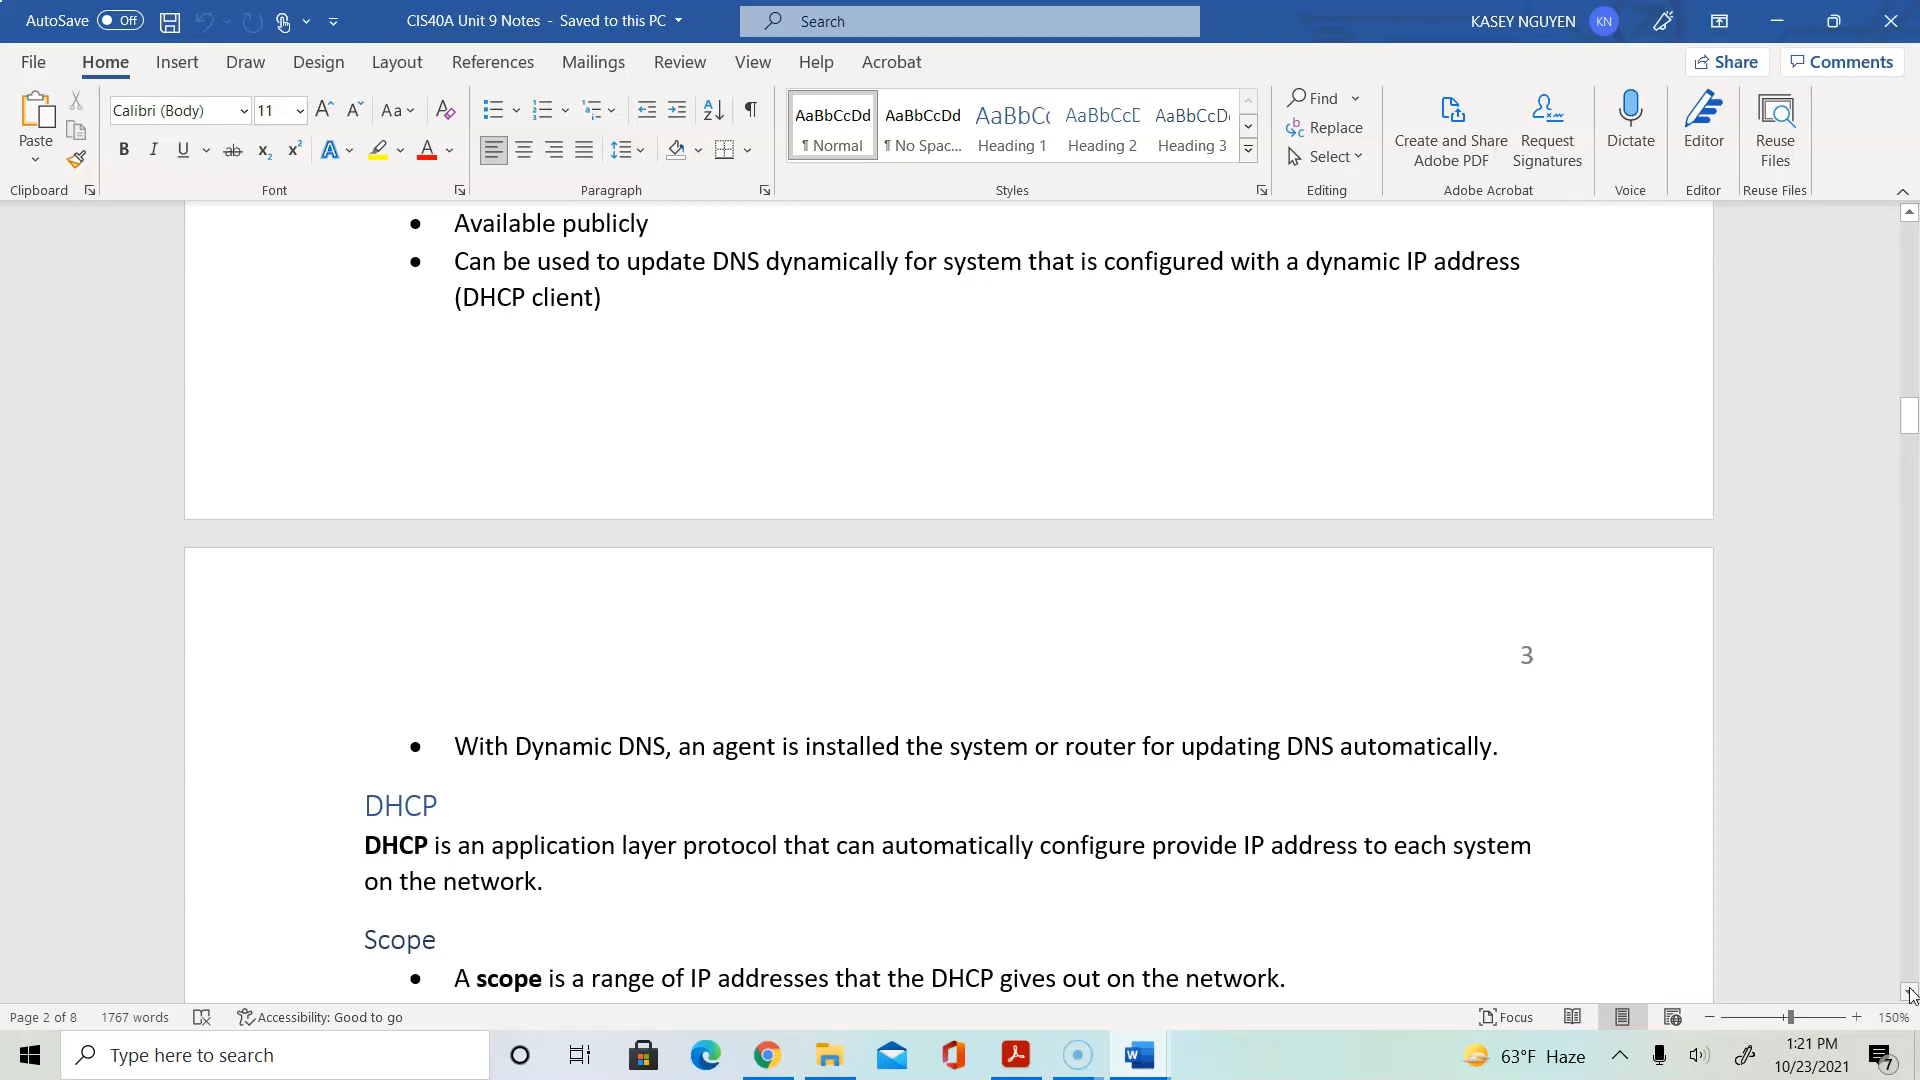 AutoSave Off CIS40A Unit 9 Notes - Saved to this PC Search KASEY NGUYEN KN
File Home Insert Draw Design Layout References Mailings Review View Help Acrobat Share Comments
Paste
Clipboard
Calibri (Body) 11 A A Aa A
B I U ab x2 x2 A A
Font
Paragraph
AaBbCcDd AaBbCcDd AaBbCc AaBbCcD AaBbCcD
¶ Normal ¶ No Spac... Heading 1 Heading 2 Heading 3
Styles
Find
Replace
Select
Editing
Create and Share
Adobe PDF
Request
Signatures
Adobe Acrobat
Dictate
Voice
Editor
Editor
Reuse
Files
Reuse Files
• Available publicly
• Can be used to update DNS dynamically for system that is configured with a dynamic IP address
(DHCP client)
3
• With Dynamic DNS, an agent is installed the system or router for updating DNS automatically.
DHCP
DHCP is an application layer protocol that can automatically configure provide IP address to each system
on the network.
Scope
• A scope is a range of IP addresses that the DHCP gives out on the network.
Page 2 of 8 1767 words Accessibility: Good to go Focus 150%
Type here to search
63°F Haze
1:21 PM
10/23/2021
7